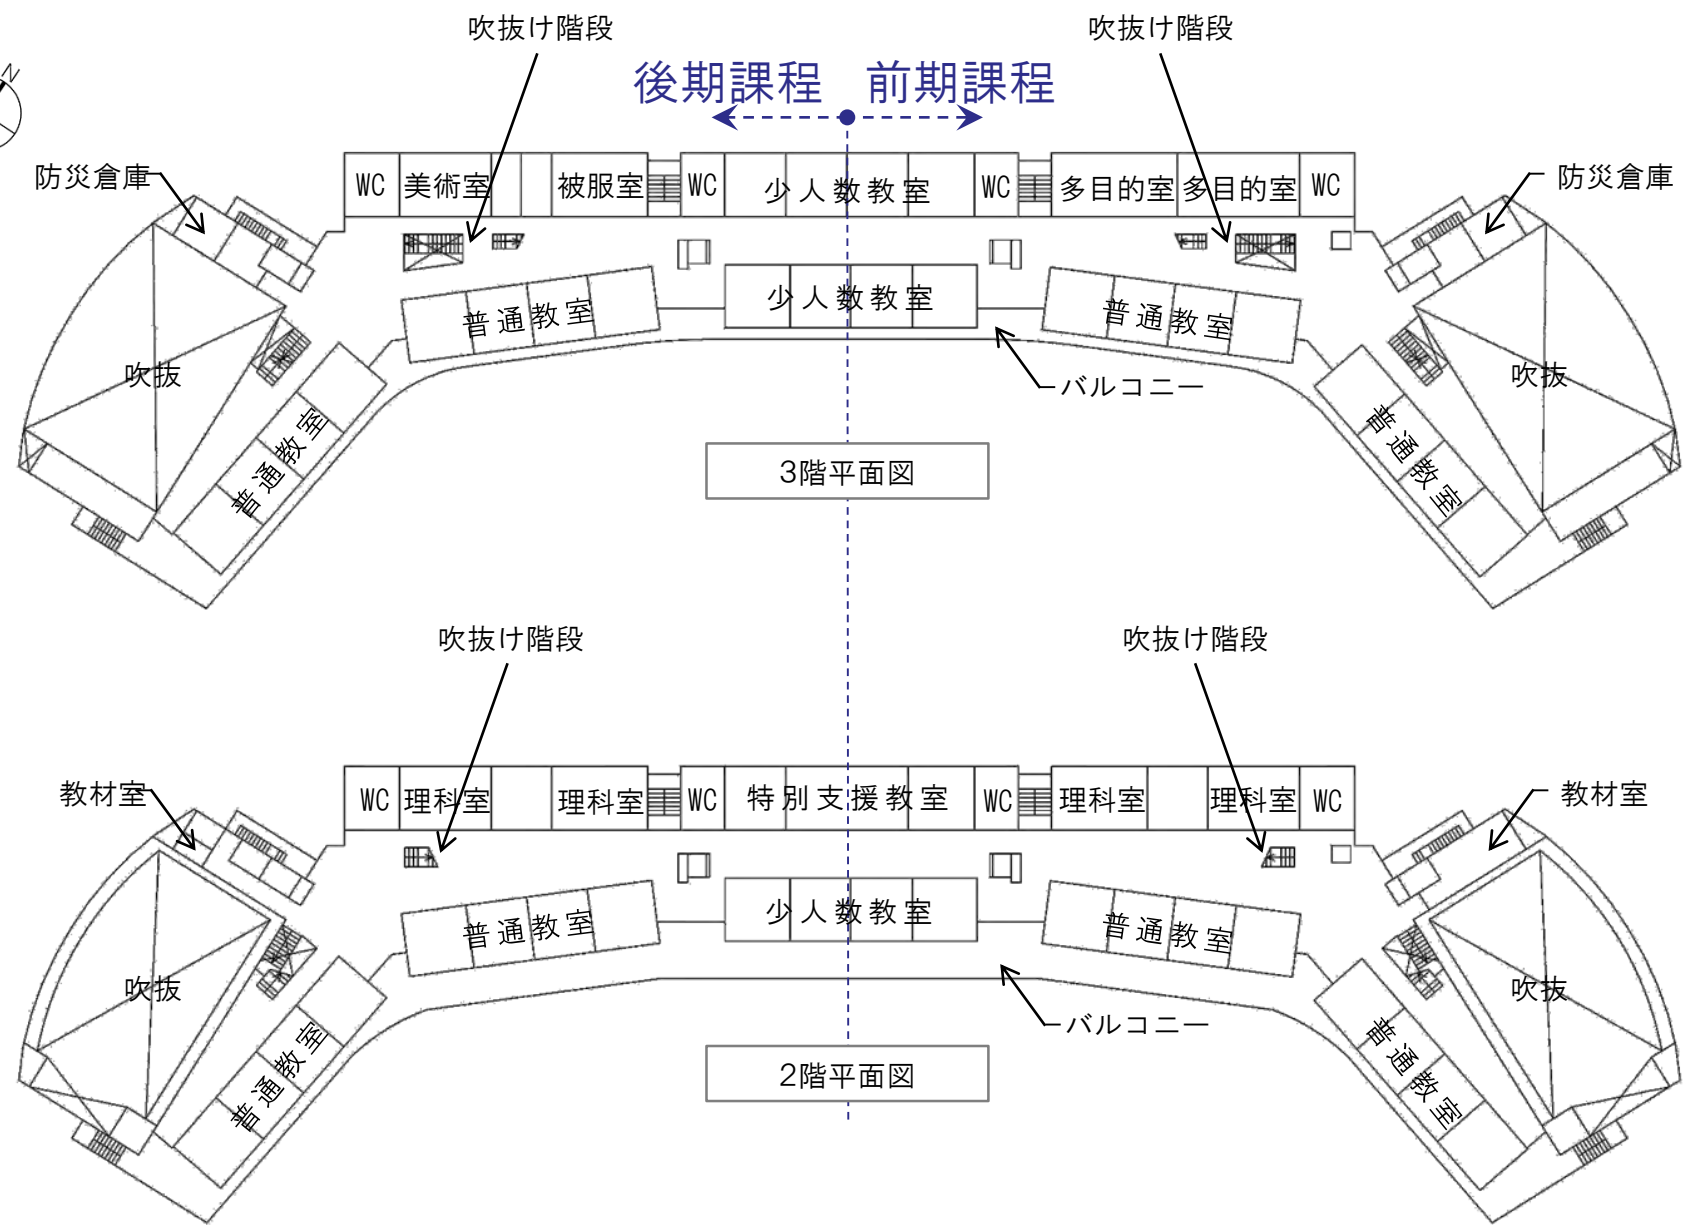 吹抜け階段
吹抜け階段
後期課程
前期課程
N
防災倉庫
WC
美術室
被服室
WC
少人数教室
WC
多目的室
多目的室
WC
防災倉庫
普通教室
少人数教室
普通教室
吹抜
バルコニー
吹抜
普通教室
普通教室
3階平面図
吹抜け階段
吹抜け階段
教材室
WC
理科室
理科室
WC
特別支援教室
WC
理科室
理科室
WC
教材室
普通教室
少人数教室
普通教室
吹抜
吹抜
バルコニー
普通教室
普通教室
2階平面図